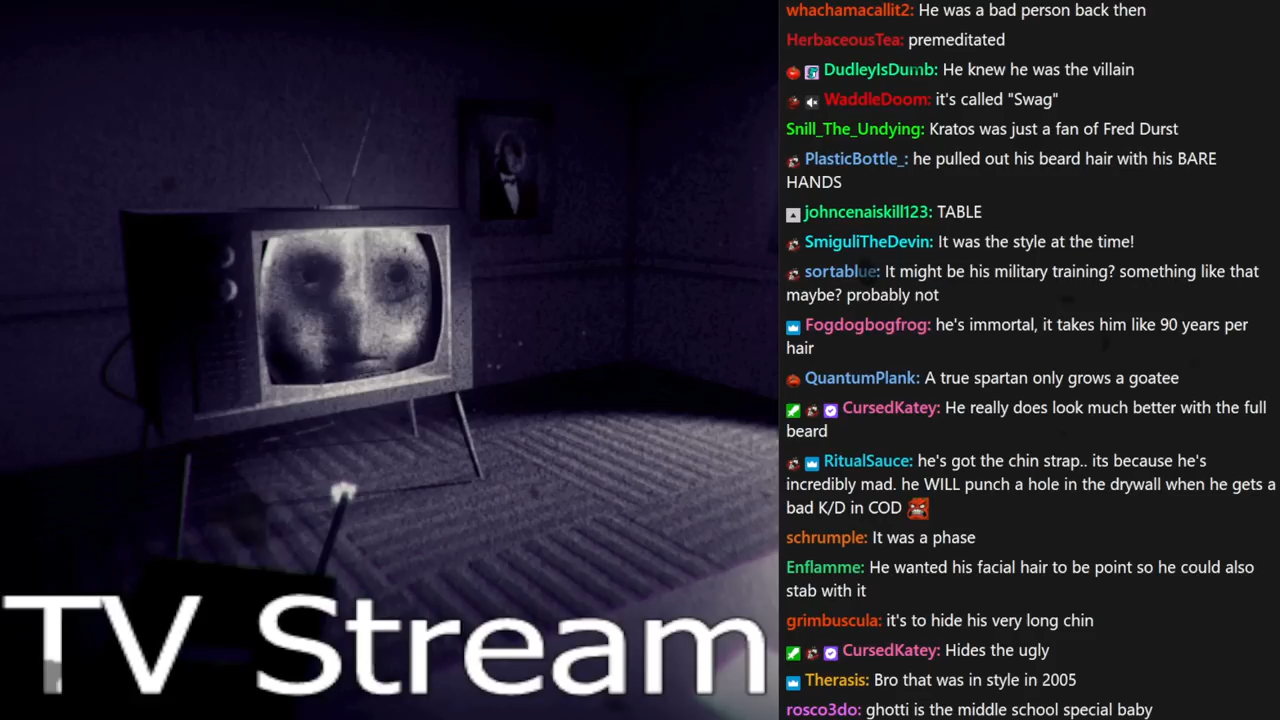 whachamacallit2: He was a bad person back then
HerbaceousTea: premeditated
DudleyIsDumb: He knew he was the villain
WaddleDoom: it's called "Swag"
Snill_The_Undying: Kratos was just a fan of Fred Durst
PlasticBottle_: he pulled out his beard hair with his BARE
HANDS
johncenaiskill123: TABLE
SmiguliTheDevin: It was the style at the time!
sortablue: It might be his military training? something like that
maybe? probably not
Fogdogbogfrog: he's immortal, it takes him like 90 years per
hair
QuantumPlank: A true spartan only grows a goatee
CursedKatey: He really does look much better with the full
beard
RitualSauce: he's got the chin strap.. its because he's
incredibly mad. he WILL punch a hole in the drywall when he gets a
bad K/D in COD
schrumple: It was a phase
Enflamme: He wanted his facial hair to be point so he could also
stab with it
grimbuscula: it's to hide his very long chin
CursedKatey: Hides the ugly
Therasis: Bro that was in style in 2005
rosco3do: ghotti is the middle school special baby
TV Stream